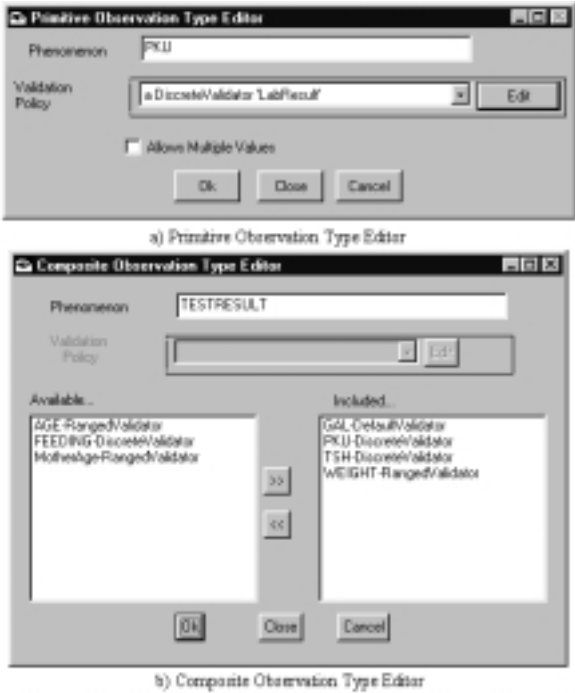 Primitive Observation Type Editor
Phenomenon
PKU
Validation
Policy
a DiscreteValidator 'LabResult'
Edit
Allows Multiple Values
Ok
Close
Cancel
a) Primitive Observation Type Editor
Composite Observation Type Editor
Phenomenon
TESTRESULT
Validation
Policy
Edit
Available...
Included...
AGE-RangedValidator
FEEDING-DiscreteValidator
MotherAge-RangedValidator
>>
<<
GAL-DefaultValidator
PKU-DiscreteValidator
TSH-DiscreteValidator
WEIGHT-RangedValidator
Ok
Close
Cancel
b) Composite Observation Type Editor